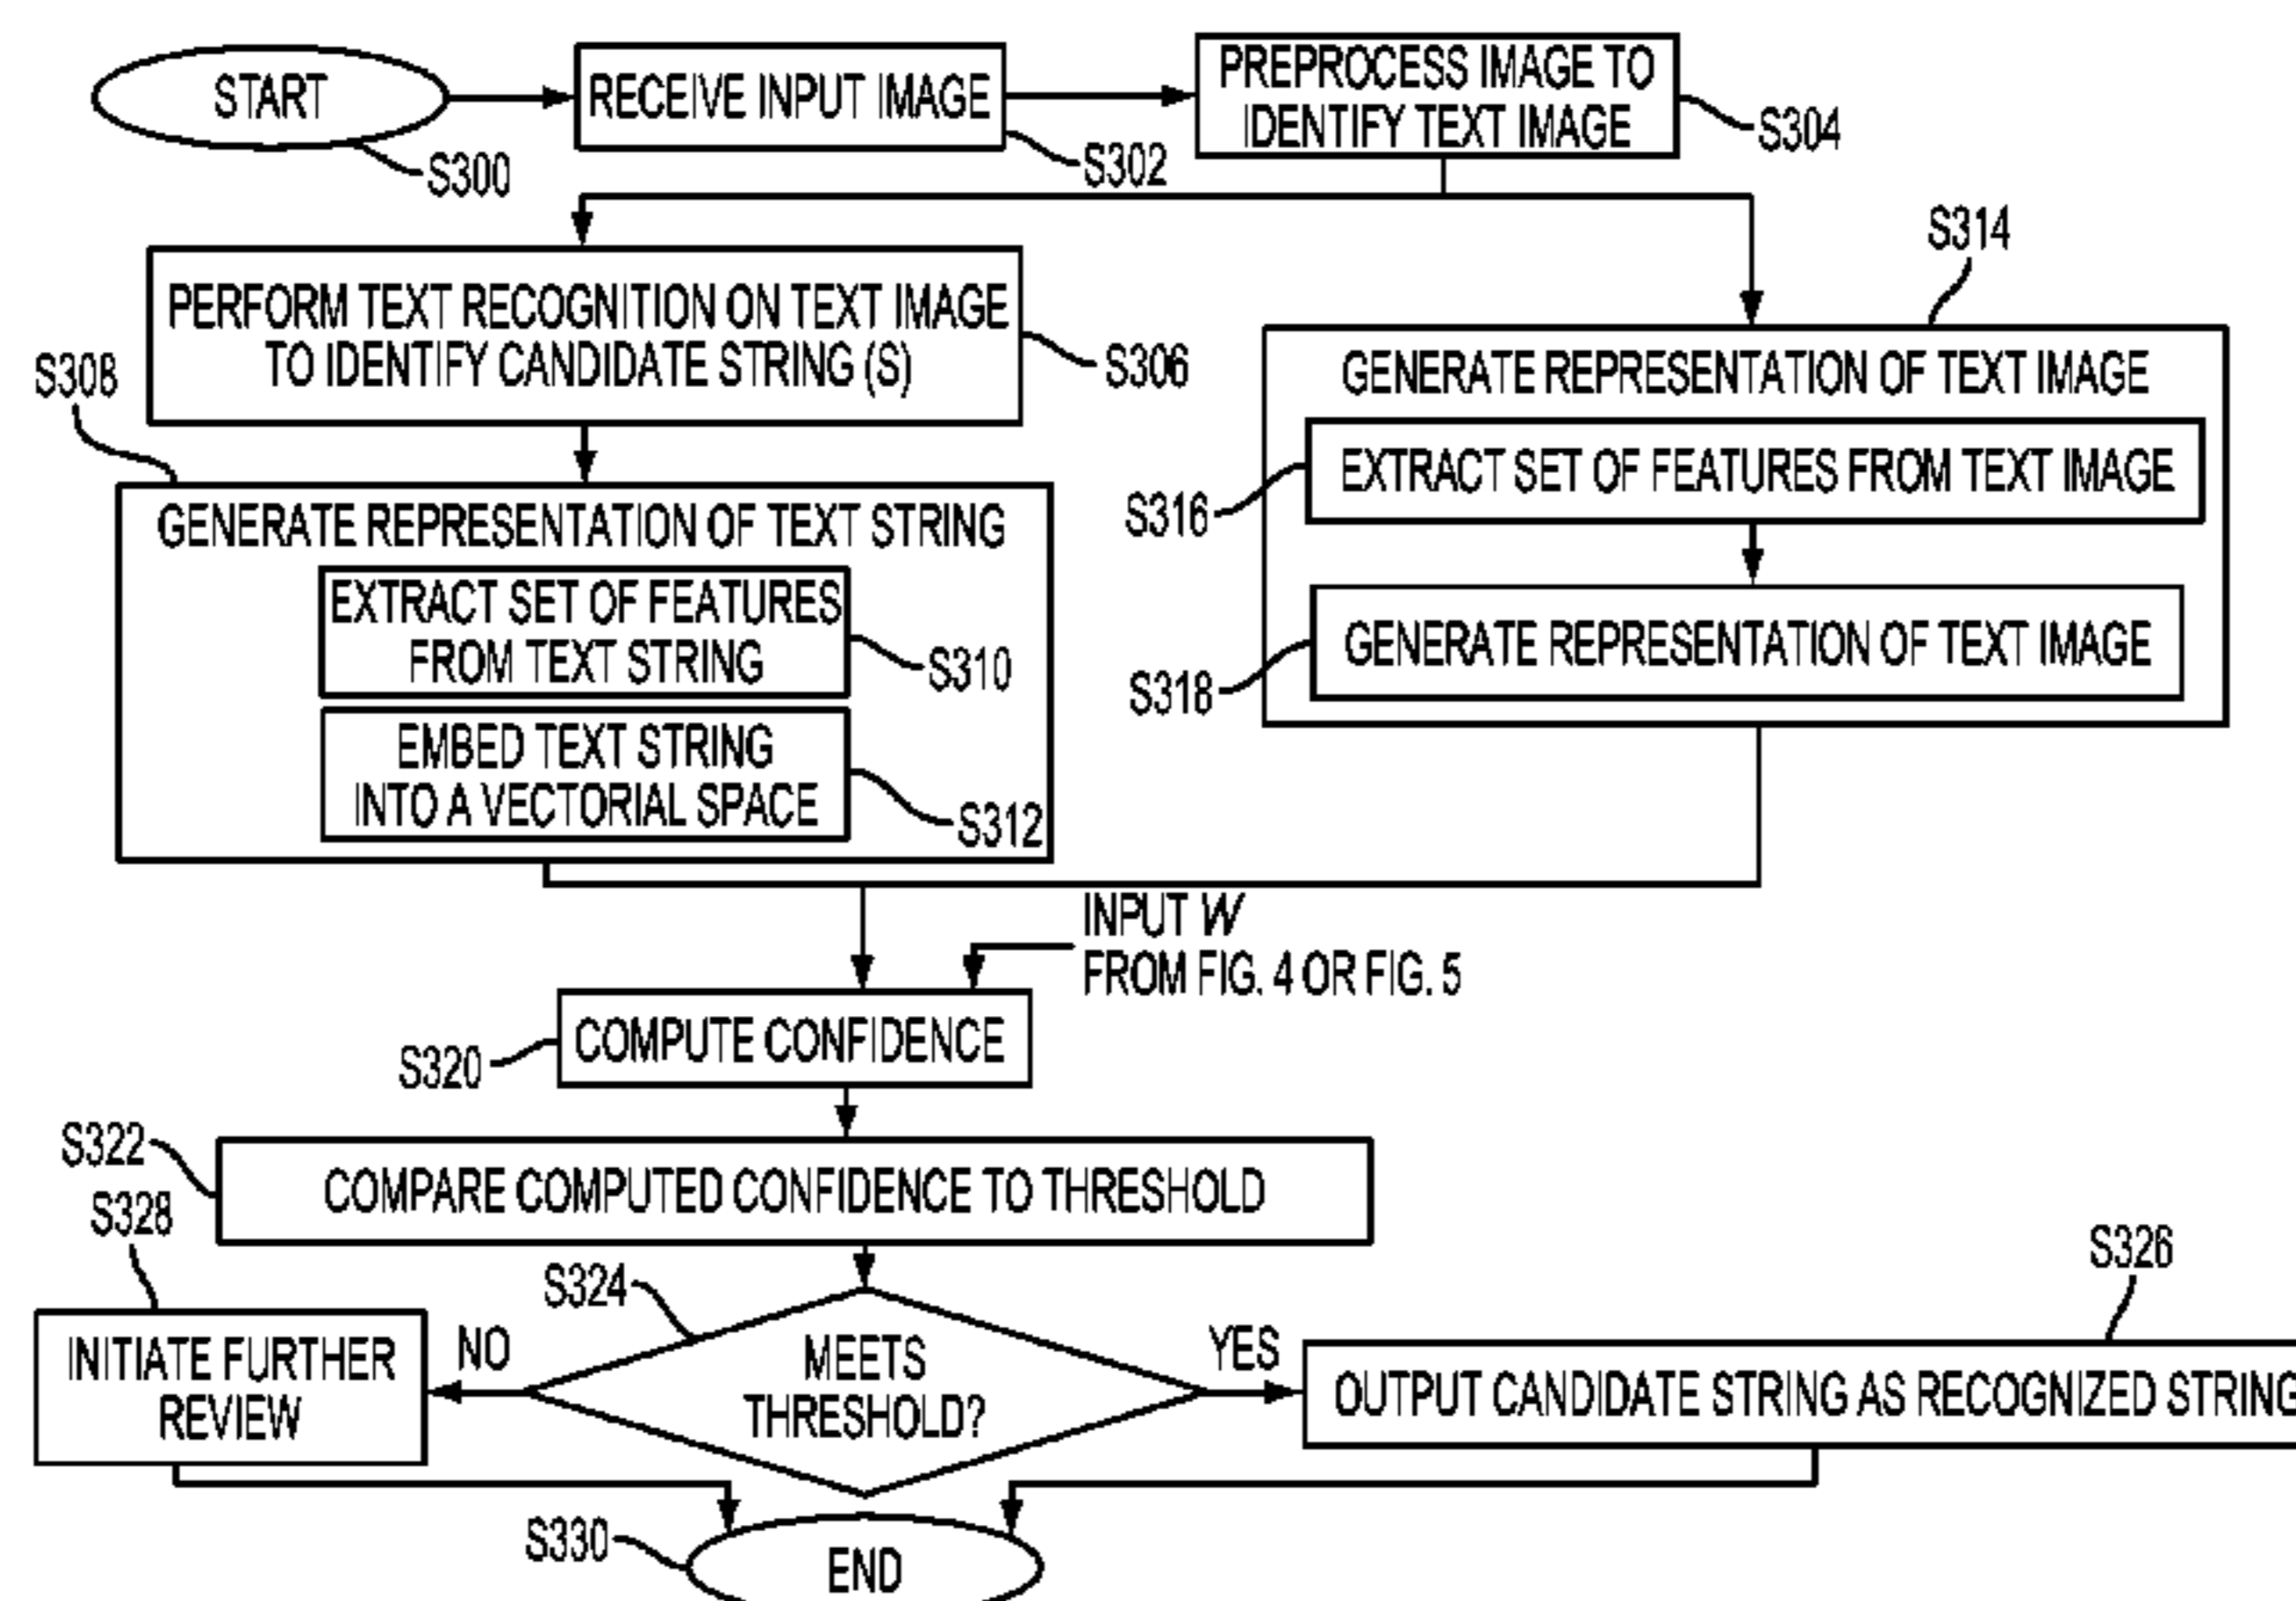 START
S300
RECEIVE INPUT IMAGE
S302
PREPROCESS IMAGE TO
IDENTIFY TEXT IMAGE
S304
PERFORM TEXT RECOGNITION ON TEXT IMAGE
TO IDENTIFY CANDIDATE STRING (S)
S306
S308
GENERATE REPRESENTATION OF TEXT STRING
EXTRACT SET OF FEATURES
FROM TEXT STRING
S310
EMBED TEXT STRING
INTO A VECTORIAL SPACE
S312
S314
GENERATE REPRESENTATION OF TEXT IMAGE
EXTRACT SET OF FEATURES FROM TEXT IMAGE
S316
GENERATE REPRESENTATION OF TEXT IMAGE
S318
INPUT W
FROM FIG. 4 OR FIG. 5
COMPUTE CONFIDENCE
S320
S322
COMPARE COMPUTED CONFIDENCE TO THRESHOLD
S328
S324
S326
INITIATE FURTHER
REVIEW
NO
MEETS
THRESHOLD?
YES
OUTPUT CANDIDATE STRING AS RECOGNIZED STRING
S330
END